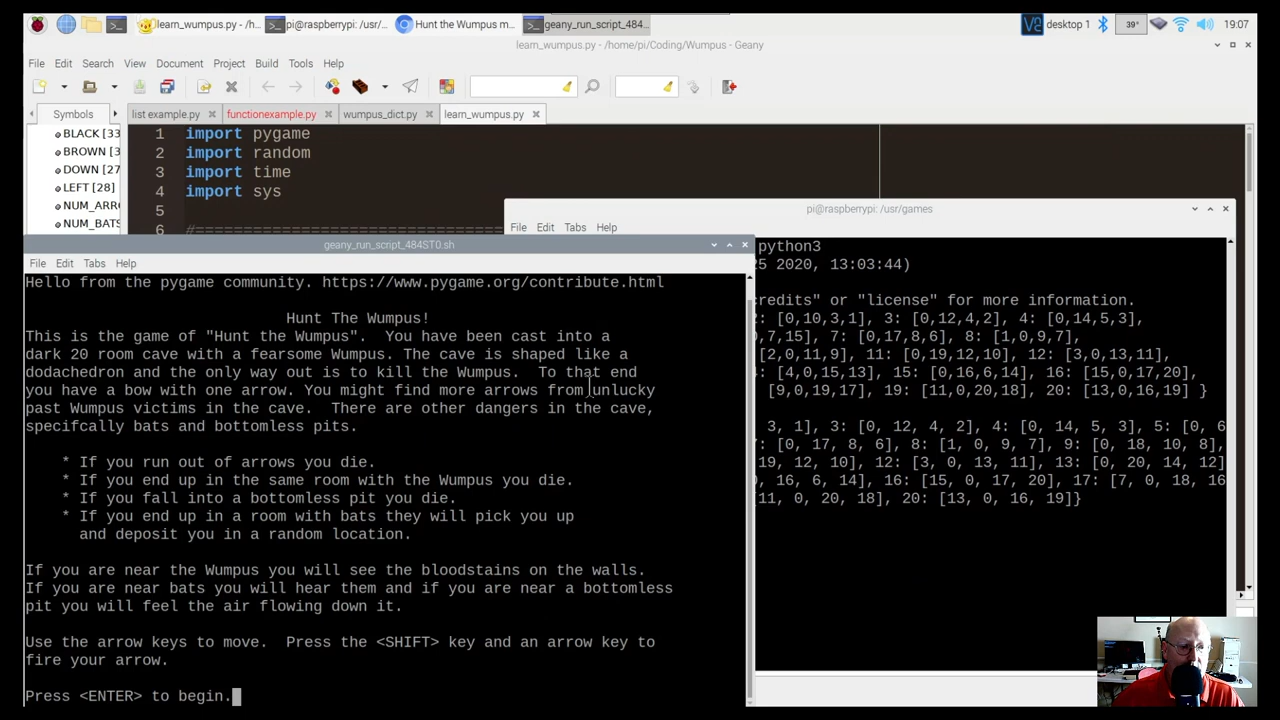 learn_wumpus.py - /h...
pi@raspberrypi: /usr/...
Hunt the Wumpus m...
geany_run_script_484...
desktop 1
39°
19:07
learn_wumpus.py - /home/pi/Coding/Wumpus - Geany
File Edit Search View Document Project Build Tools Help
Symbols
list example.py
functionexample.py
wumpus_dict.py
learn_wumpus.py
BLACK [33
BROWN [3
DOWN [27
LEFT [28]
NUM_ARR
NUM_BATS
1 import pygame
2 import random
3 import time
4 import sys
5
6 #================================
pi@raspberrypi: /usr/games
File Edit Tabs Help
python3
25 2020, 13:03:44)
credits" or "license" for more information.
2: [0,10,3,1], 3: [0,12,4,2], 4: [0,14,5,3],
0,7,15], 7: [0,17,8,6], 8: [1,0,9,7],
[2,0,11,9], 11: [0,19,12,10], 12: [3,0,13,11],
4: [4,0,15,13], 15: [0,16,6,14], 16: [15,0,17,20],
[9,0,19,17], 19: [11,0,20,18], 20: [13,0,16,19] }
3, 1], 3: [0, 12, 4, 2], 4: [0, 14, 5, 3], 5: [0, 6
7: [0, 17, 8, 6], 8: [1, 0, 9, 7], 9: [0, 18, 10, 8],
19, 12, 10], 12: [3, 0, 13, 11], 13: [0, 20, 14, 12]
, 16, 6, 14], 16: [15, 0, 17, 20], 17: [7, 0, 18, 16
[11, 0, 20, 18], 20: [13, 0, 16, 19]}
geany_run_script_484ST0.sh
File Edit Tabs Help
Hello from the pygame community. https://www.pygame.org/contribute.html
Hunt The Wumpus!
This is the game of "Hunt the Wumpus". You have been cast into a
dark 20 room cave with a fearsome Wumpus. The cave is shaped like a
dodachedron and the only way out is to kill the Wumpus. To that end
you have a bow with one arrow. You might find more arrows from unlucky
past Wumpus victims in the cave. There are other dangers in the cave,
specifcally bats and bottomless pits.
* If you run out of arrows you die.
* If you end up in the same room with the Wumpus you die.
* If you fall into a bottomless pit you die.
* If you end up in a room with bats they will pick you up
and deposit you in a random location.
If you are near the Wumpus you will see the bloodstains on the walls.
If you are near bats you will hear them and if you are near a bottomless
pit you will feel the air flowing down it.
Use the arrow keys to move. Press the <SHIFT> key and an arrow key to
fire your arrow.
Press <ENTER> to begin.